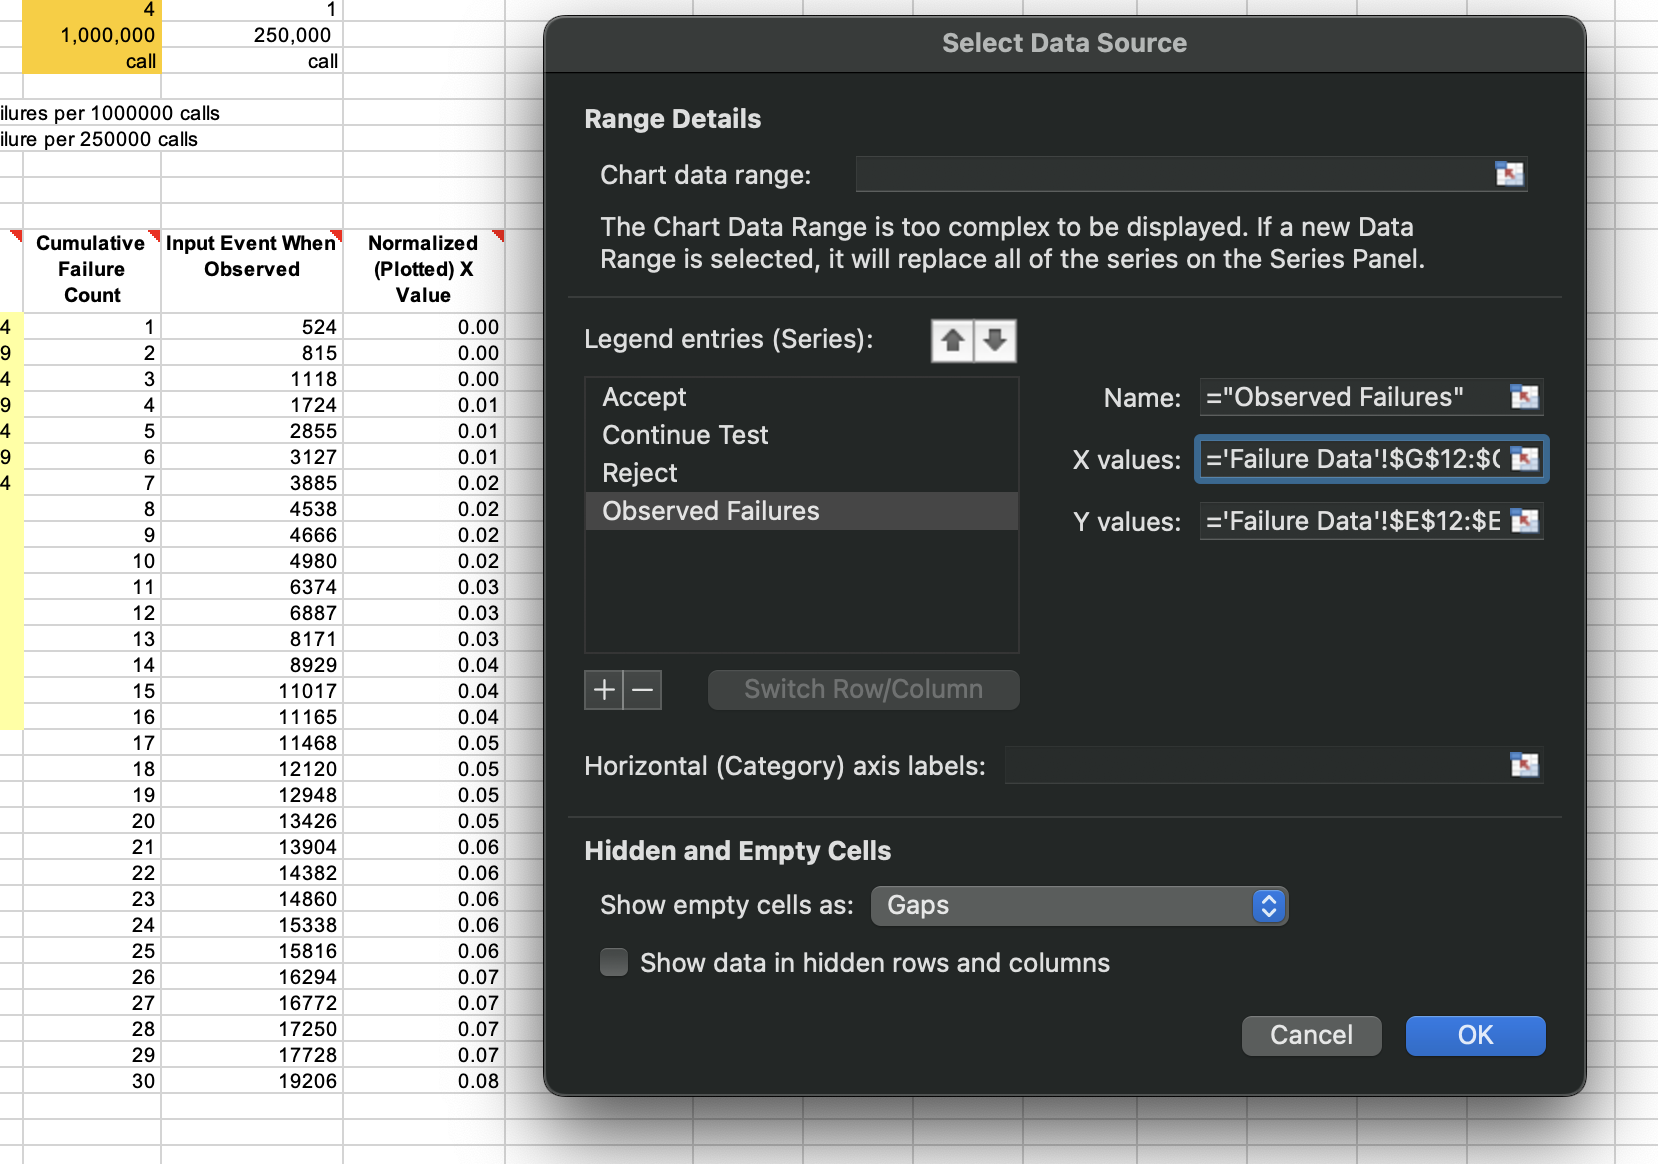 4 1
1,000,000 250,000
call call
ilures per 1000000 calls
ilure per 250000 calls
Cumulative Input Event When Normalized
Failure Observed (Plotted) X
Count Value
4 1 524 0.00
9 2 815 0.00
4 3 1118 0.00
9 4 1724 0.01
4 5 2855 0.01
9 6 3127 0.01
4 7 3885 0.02
8 4538 0.02
9 4666 0.02
10 4980 0.02
11 6374 0.03
12 6887 0.03
13 8171 0.03
14 8929 0.04
15 11017 0.04
16 11165 0.04
17 11468 0.05
18 12120 0.05
19 12948 0.05
20 13426 0.05
21 13904 0.06
22 14382 0.06
23 14860 0.06
24 15338 0.06
25 15816 0.06
26 16294 0.07
27 16772 0.07
28 17250 0.07
29 17728 0.07
30 19206 0.08
Select Data Source
Range Details
Chart data range:
The Chart Data Range is too complex to be displayed. If a new Data
Range is selected, it will replace all of the series on the Series Panel.
Legend entries (Series):
Accept
Continue Test
Reject
Observed Failures
Name: ="Observed Failures"
X values: ='Failure Data'!$G$12:$
Y values: ='Failure Data'!$E$12:$E
+ −
Switch Row/Column
Horizontal (Category) axis labels:
Hidden and Empty Cells
Show empty cells as: Gaps
Show data in hidden rows and columns
Cancel OK